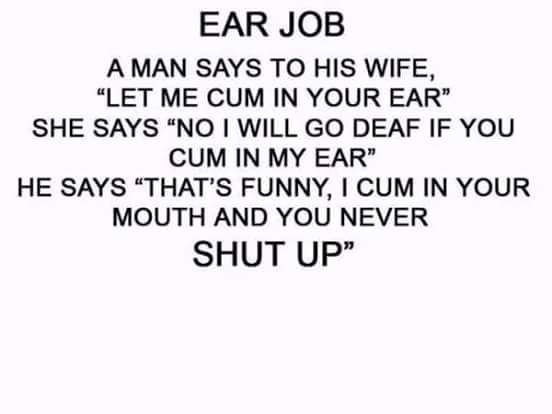 EAR JOB
A MAN SAYS TO HIS WIFE,
“LET ME CUM IN YOUR EAR”
SHE SAYS “NO I WILL GO DEAF IF YOU
CUM IN MY EAR”
HE SAYS “THAT’S FUNNY, I CUM IN YOUR
MOUTH AND YOU NEVER
SHUT UP”